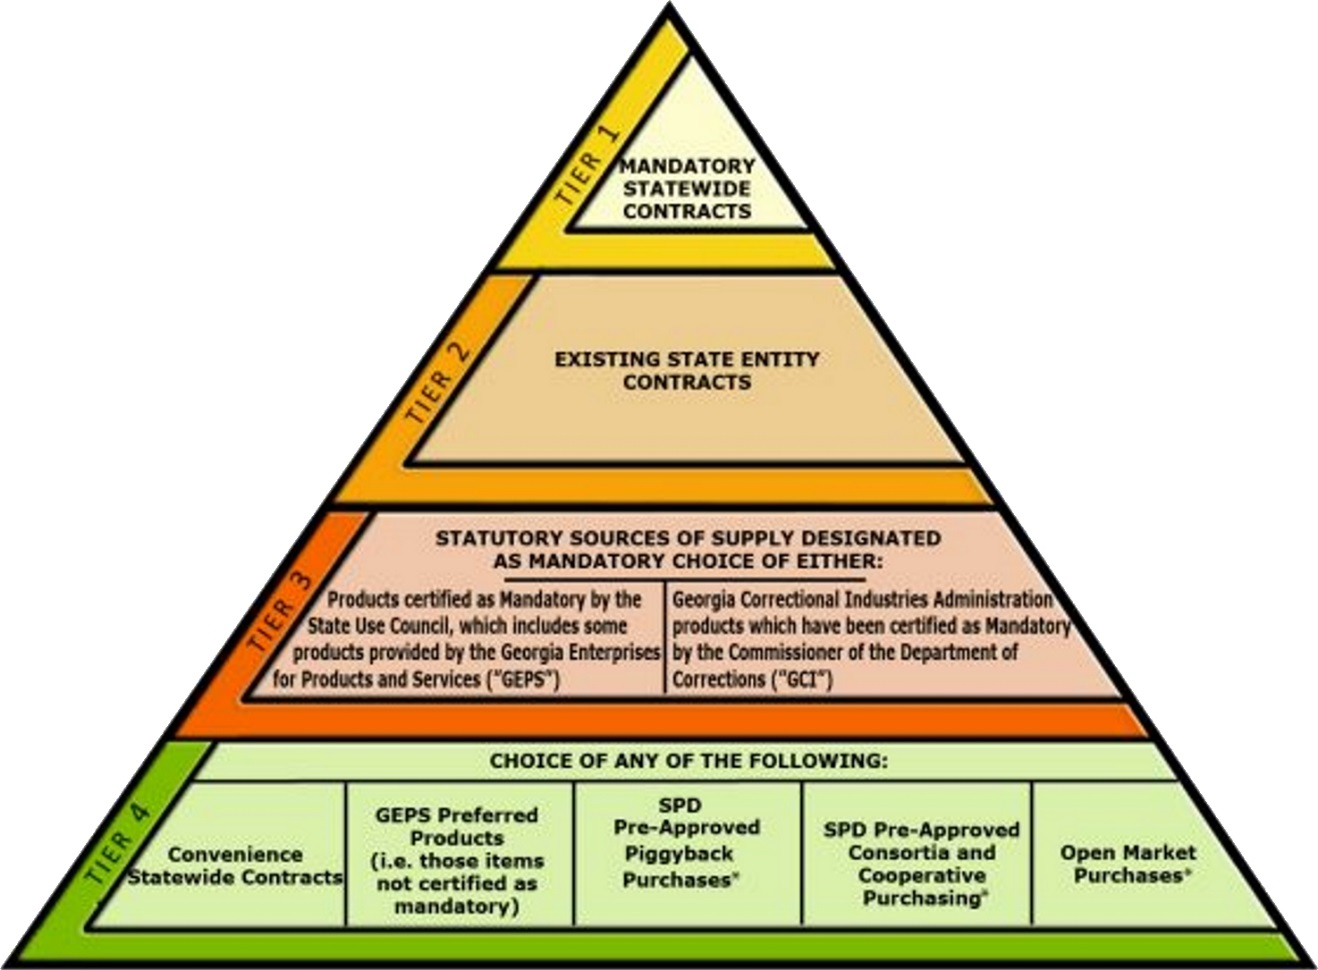 TIER 1
MANDATORY
STATEWIDE
CONTRACTS
TIER 2
EXISTING STATE ENTITY
CONTRACTS
TIER 3
STATUTORY SOURCES OF SUPPLY DESIGNATED
AS MANDATORY CHOICE OF EITHER:
Products certified as Mandatory by the
State Use Council, which includes some
products provided by the Georgia Enterprises
for Products and Services ("GEPS")
Georgia Correctional Industries Administration
products which have been certified as Mandatory
by the Commissioner of the Department of
Corrections ("GCI")
TIER 4
CHOICE OF ANY OF THE FOLLOWING:
Convenience
Statewide Contracts
GEPS Preferred
Products
(i.e. those items
not certified as
mandatory)
SPD
Pre-Approved
Piggyback
Purchases*
SPD Pre-Approved
Consortia and
Cooperative
Purchasing*
Open Market
Purchases*